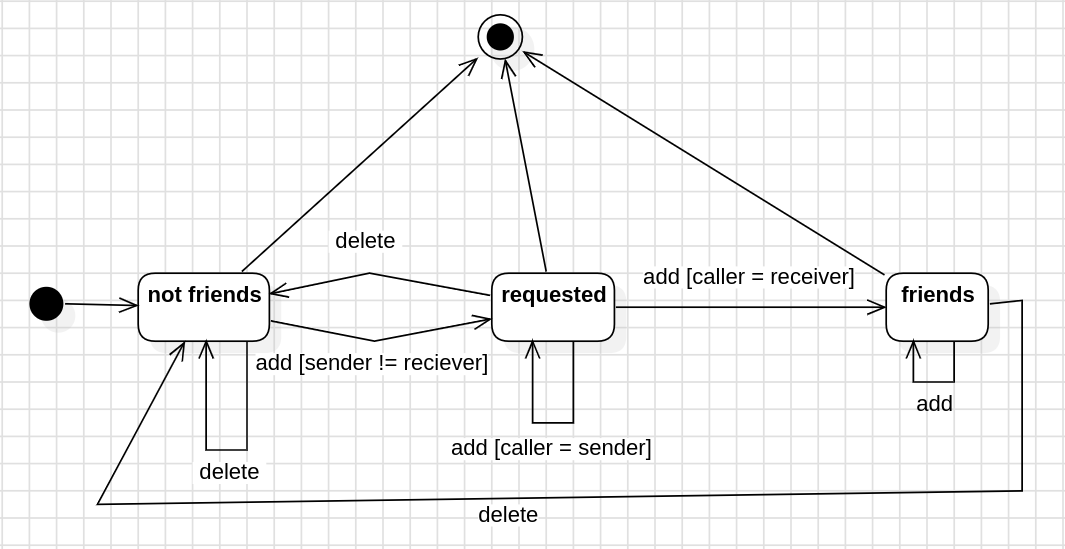 delete
add [caller = receiver]
not friends
requested
friends
add [sender != reciever]
add
add [caller = sender]
delete
delete